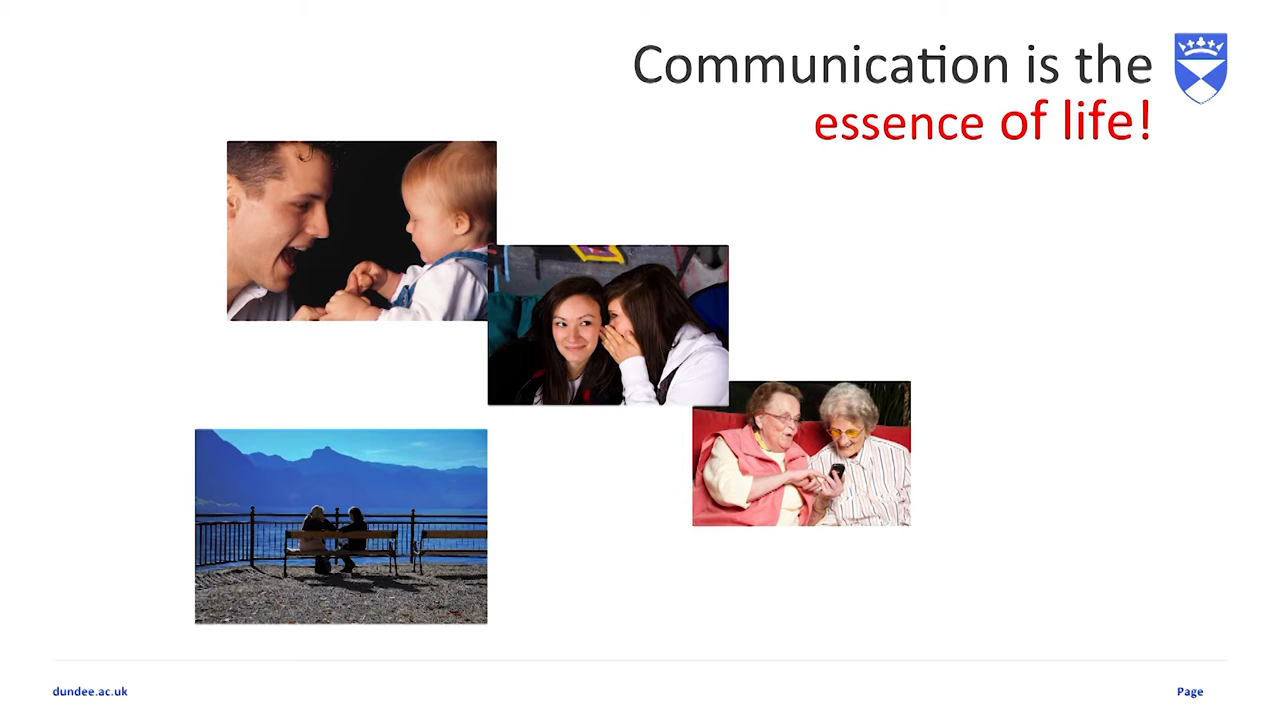 Communication is the
essence of life!
dundee.ac.uk
Page